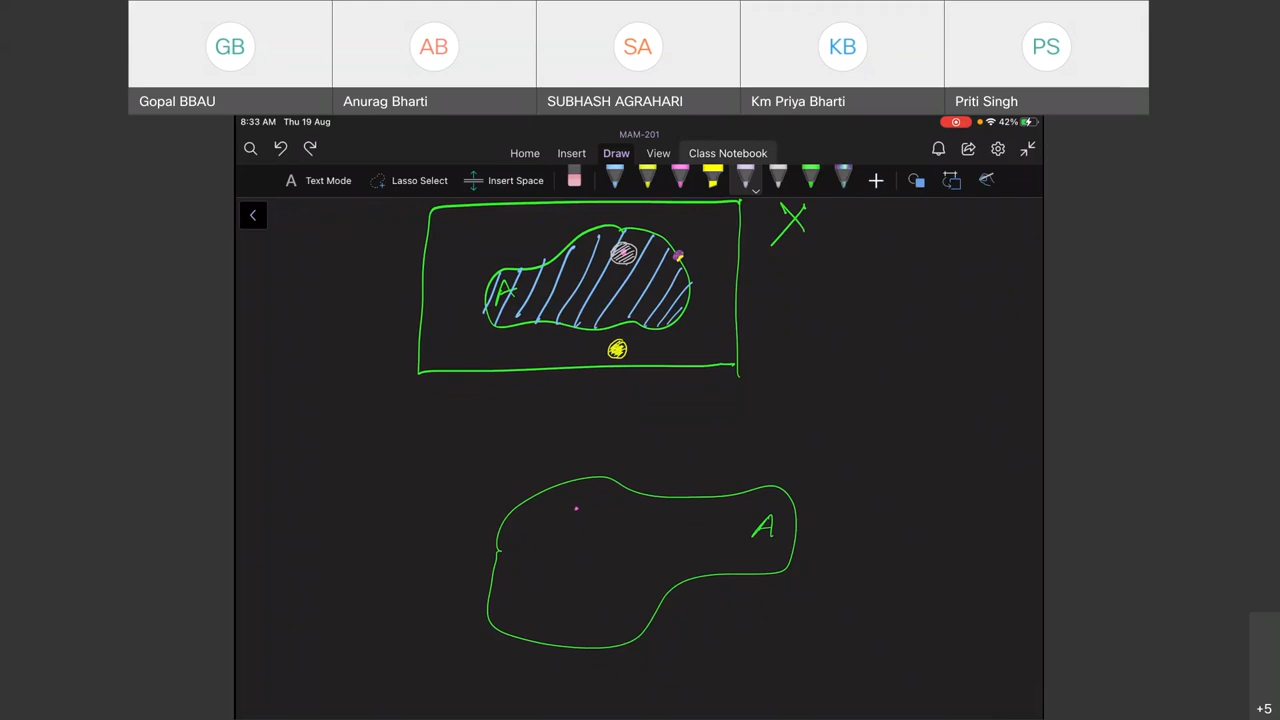 GB AB SA KB PS
Gopal BBAU Anurag Bharti SUBHASH AGRAHARI Km Priya Bharti Priti Singh
8:33 AM Thu 19 Aug 42%
MAM-201
Home Insert Draw View Class Notebook
A Text Mode Lasso Select Insert Space
X
A
A
+5